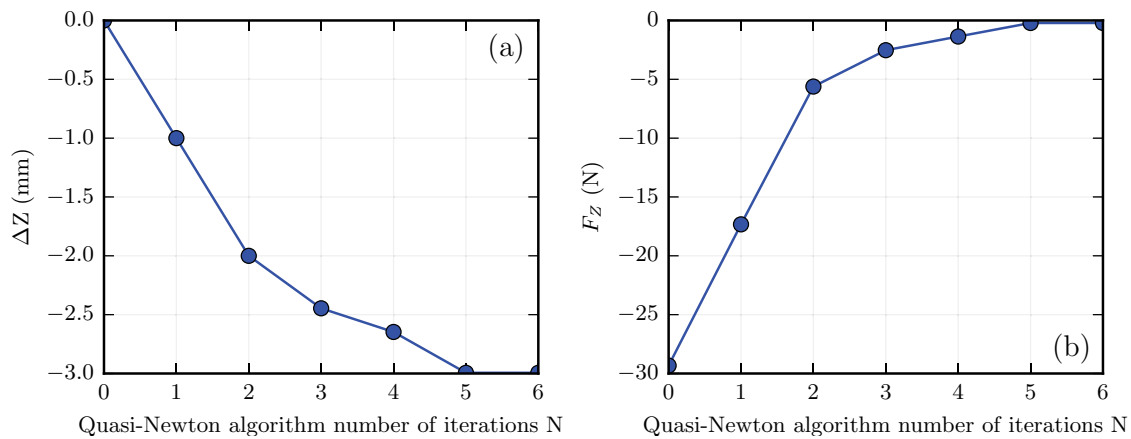 (a)
ΔZ (mm)
0.0
−0.5
−1.0
−1.5
−2.0
−2.5
−3.0
0 1 2 3 4 5 6
Quasi-Newton algorithm number of iterations N
(b)
F_Z (N)
0
−5
−10
−15
−20
−25
−30
0 1 2 3 4 5 6
Quasi-Newton algorithm number of iterations N